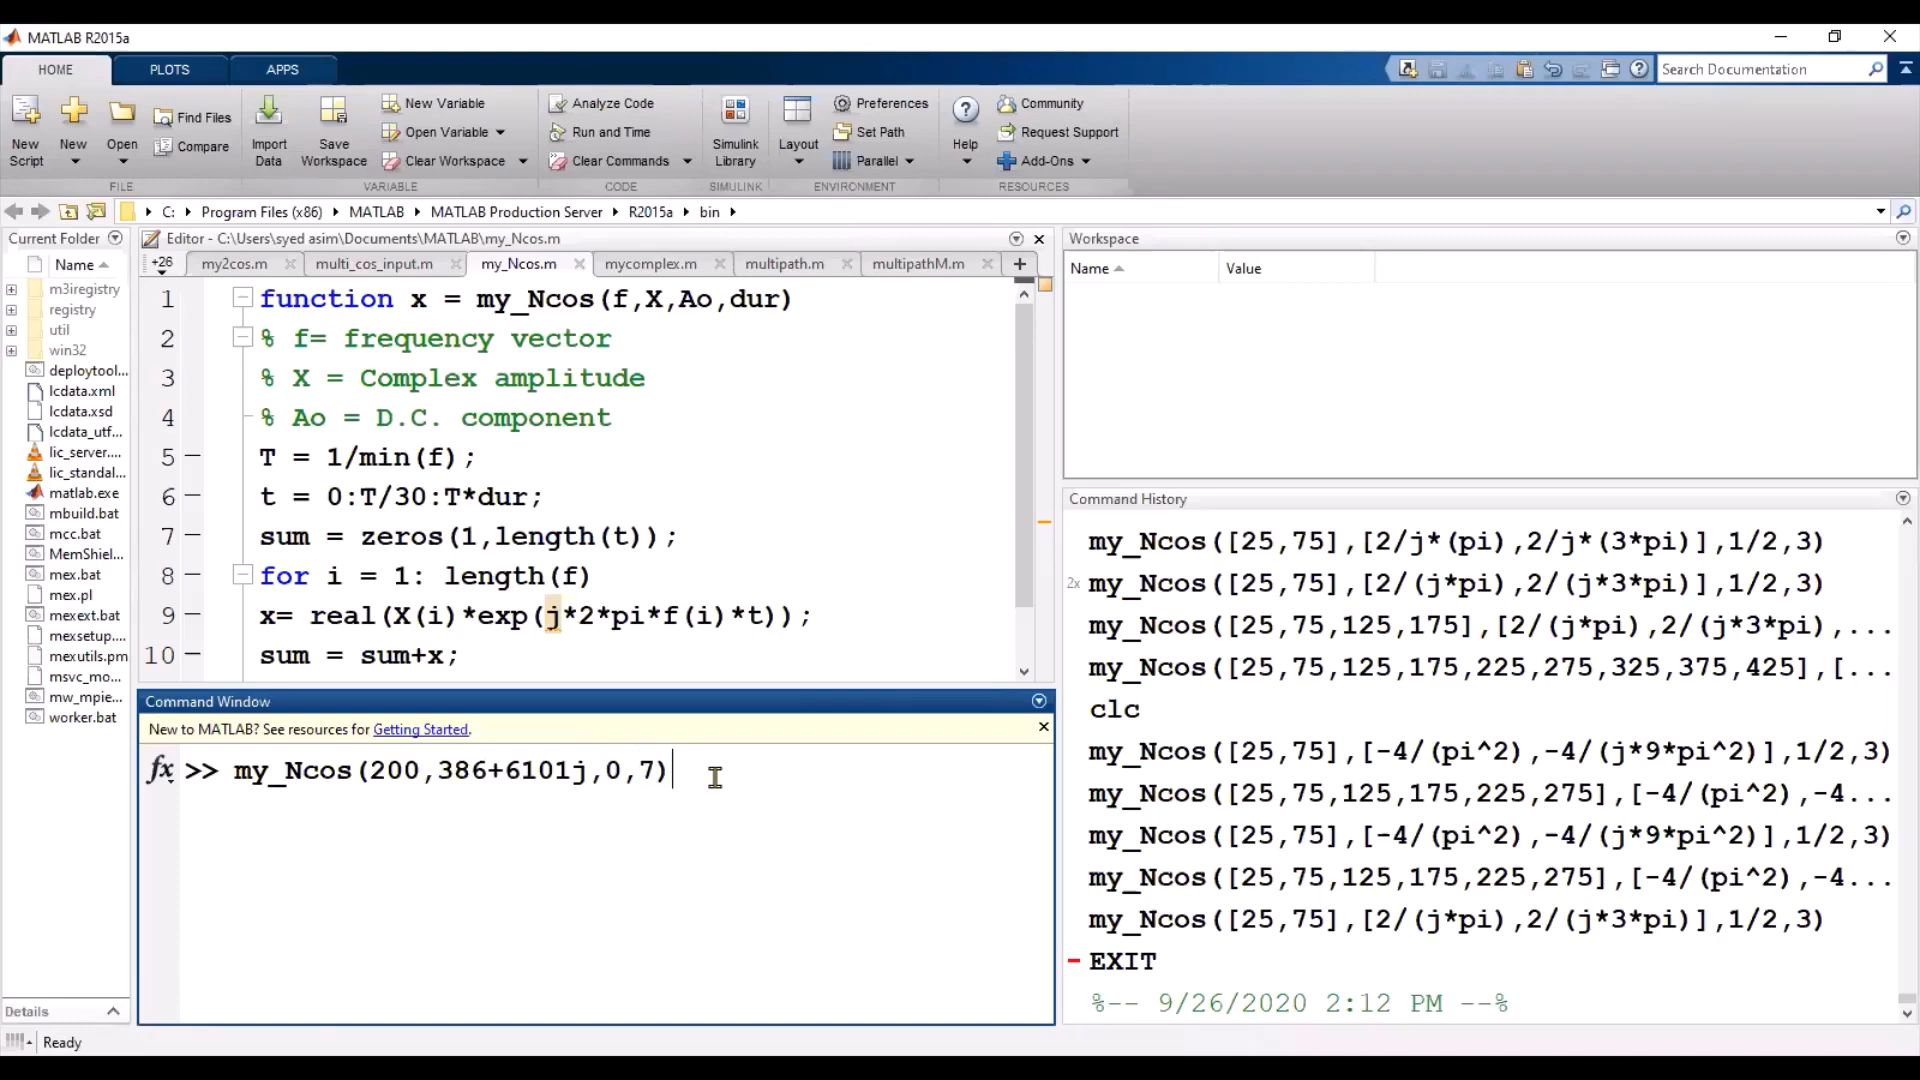 MATLAB R2015a
HOME PLOTS APPS
Search Documentation
New Script
New
Open
Find Files
Compare
Import Data
Save Workspace
New Variable
Open Variable
Clear Workspace
Analyze Code
Run and Time
Clear Commands
Simulink Library
Layout
Preferences
Set Path
Parallel
Help
Community
Request Support
Add-Ons
FILE VARIABLE CODE SIMULINK ENVIRONMENT RESOURCES
C: Program Files (x86) MATLAB MATLAB Production Server R2015a bin
Current Folder
Name
m3iregistry
registry
util
win32
deploytool...
lcdata.xml
lcdata.xsd
lcdata_utf...
lic_server....
lic_standal...
matlab.exe
mbuild.bat
mcc.bat
MemShiel...
mex.bat
mex.pl
mexext.bat
mexsetup....
mexutils.pm
msvc_mo...
mw_mpie...
worker.bat
Details
Ready
Editor - C:\Users\syed asim\Documents\MATLAB\my_Ncos.m
+26 my2cos.m multi_cos_input.m my_Ncos.m mycomplex.m multipath.m multipathM.m
1 function x = my_Ncos(f,X,Ao,dur)
2 % f= frequency vector
3 % X = Complex amplitude
4 % Ao = D.C. component
5 T = 1/min(f);
6 t = 0:T/30:T*dur;
7 sum = zeros(1,length(t));
8 for i = 1: length(f)
9 x= real(X(i)*exp(j*2*pi*f(i)*t));
10 sum = sum+x;
Command Window
New to MATLAB? See resources for Getting Started.
fx >> my_Ncos(200,386+6101j,0,7)
Workspace
Name Value
Command History
my_Ncos([25,75],[2/j*(pi),2/j*(3*pi)],1/2,3)
2x my_Ncos([25,75],[2/(j*pi),2/(j*3*pi)],1/2,3)
my_Ncos([25,75,125,175],[2/(j*pi),2/(j*3*pi),...
my_Ncos([25,75,125,175,225,275,325,375,425],[...
clc
my_Ncos([25,75],[-4/(pi^2),-4/(j*9*pi^2)],1/2,3)
my_Ncos([25,75,125,175,225,275],[-4/(pi^2),-4...
my_Ncos([25,75],[-4/(pi^2),-4/(j*9*pi^2)],1/2,3)
my_Ncos([25,75,125,175,225,275],[-4/(pi^2),-4...
my_Ncos([25,75],[2/(j*pi),2/(j*3*pi)],1/2,3)
EXIT
%-- 9/26/2020 2:12 PM --%